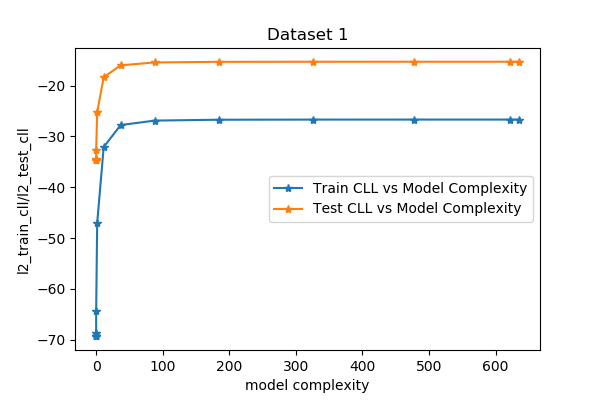 Dataset 1
l2_train_cll/l2_test_cll
−20
−30
−40
−50
−60
−70
Train CLL vs Model Complexity
Test CLL vs Model Complexity
0 100 200 300 400 500 600
model complexity